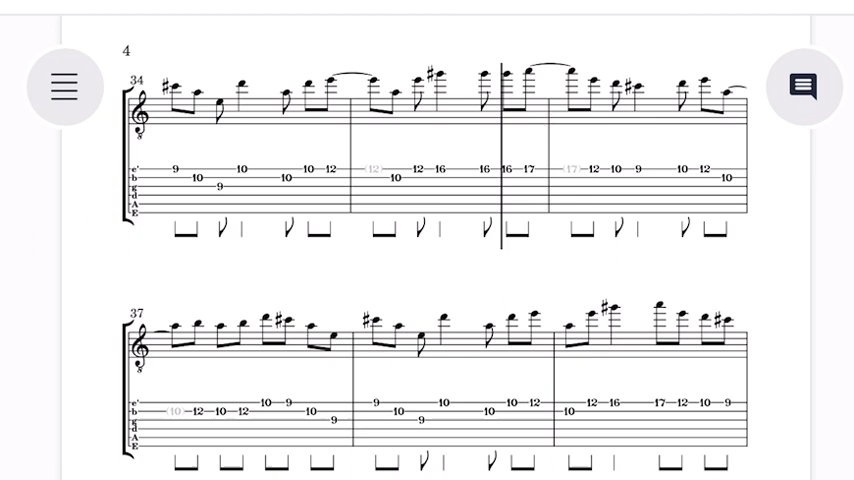 4
34
e' 9 10 10 12 (12) 12 16 16 16 17 (17) 12 10 9 10 12
b 10 10 10 10
g 9
d
A
E
37
e' 10 9 9 10 10 12 12 16 17 12 10 9
b (10) 12 10 12 10 10 10 10
g 9 9
d
A
E